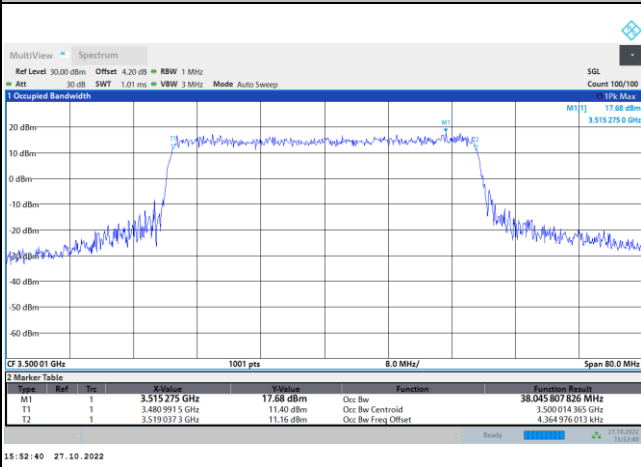 MultiView Spectrum
Ref Level 30.00 dBm Offset 4.20 dB RBW 1 MHz SGL
Att 30 dB SWT 1.01 ms VBW 3 MHz Mode Auto Sweep Count 100/100
1 Occupied Bandwidth 1Pk Max
M1[1] 17.68 dBm
3.515 275 0 GHz
M1
20 dBm
T1 T2
10 dBm
0 dBm
-10 dBm
-20 dBm
-30 dBm
-40 dBm
-50 dBm
-60 dBm
CF 3.500 01 GHz 1001 pts 8.0 MHz/ Span 80.0 MHz
2 Marker Table
Type Ref Trc X-Value Y-Value Function Function Result
M1 1 3.515 275 GHz 17.68 dBm Occ Bw 38.045 807 826 MHz
T1 1 3.480 991 5 GHz 11.40 dBm Occ Bw Centroid 3.500 014 365 GHz
T2 1 3.519 037 3 GHz 11.16 dBm Occ Bw Freq Offset 4.364 976 013 kHz
Ready 27.10.2022
15:52:40
15:52:40 27.10.2022